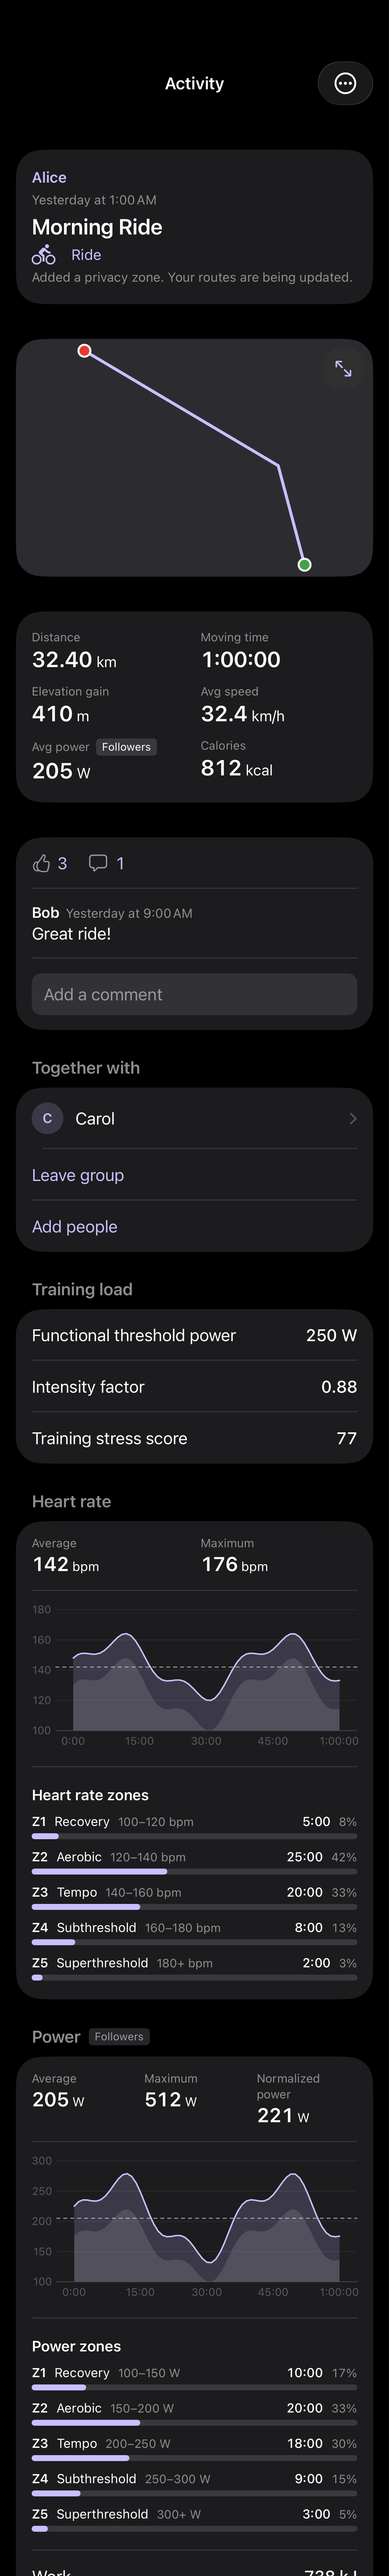 Activity
Alice
Yesterday at 1:00 AM
Morning Ride
Ride
Added a privacy zone. Your routes are being updated.
Distance
32.40 km
Moving time
1:00:00
Elevation gain
410 m
Avg speed
32.4 km/h
Avg power Followers
205 W
Calories
812 kcal
3 1
Bob Yesterday at 9:00 AM
Great ride!
Add a comment
Together with
C Carol
Leave group
Add people
Training load
Functional threshold power 250 W
Intensity factor 0.88
Training stress score 77
Heart rate
Average
142 bpm
Maximum
176 bpm
180
160
140
120
100
0:00 15:00 30:00 45:00 1:00:00
Heart rate zones
Z1 Recovery 100–120 bpm 5:00 8%
Z2 Aerobic 120–140 bpm 25:00 42%
Z3 Tempo 140–160 bpm 20:00 33%
Z4 Subthreshold 160–180 bpm 8:00 13%
Z5 Superthreshold 180+ bpm 2:00 3%
Power Followers
Average
205 W
Maximum
512 W
Normalized
power
221 W
300
250
200
150
100
0:00 15:00 30:00 45:00 1:00:00
Power zones
Z1 Recovery 100–150 W 10:00 17%
Z2 Aerobic 150–200 W 20:00 33%
Z3 Tempo 200–250 W 18:00 30%
Z4 Subthreshold 250–300 W 9:00 15%
Z5 Superthreshold 300+ W 3:00 5%
Work 738 kJ